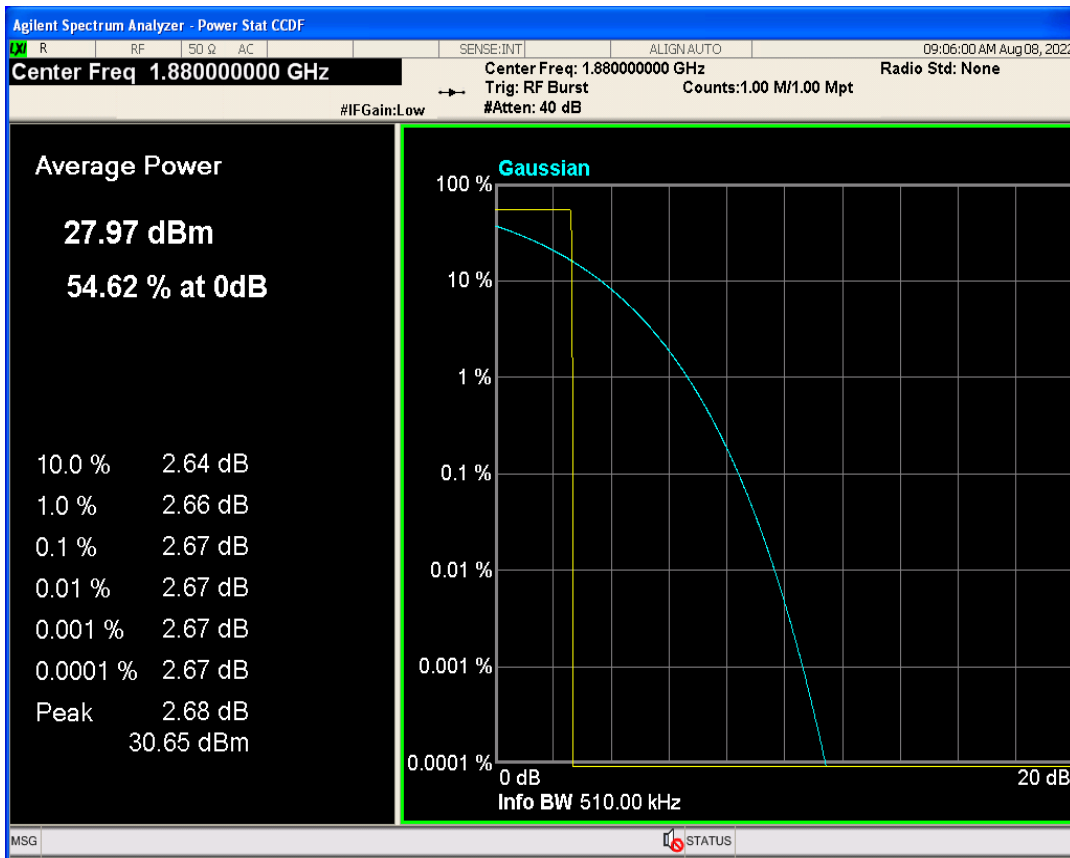 Agilent Spectrum Analyzer - Power Stat CCDF
LXI R RF 50 Ω AC SENSE:INT ALIGN AUTO 09:06:00 AM Aug 08, 2022
Center Freq 1.880000000 GHz
Center Freq: 1.880000000 GHz Radio Std: None
Trig: RF Burst Counts:1.00 M/1.00 Mpt
#IFGain:Low #Atten: 40 dB
Average Power
27.97 dBm
54.62 % at 0dB
10.0 % 2.64 dB
1.0 % 2.66 dB
0.1 % 2.67 dB
0.01 % 2.67 dB
0.001 % 2.67 dB
0.0001 % 2.67 dB
Peak 2.68 dB
30.65 dBm
Gaussian
100 %
10 %
1 %
0.1 %
0.01 %
0.001 %
0.0001 %
0 dB 20 dB
Info BW 510.00 kHz
MSG STATUS